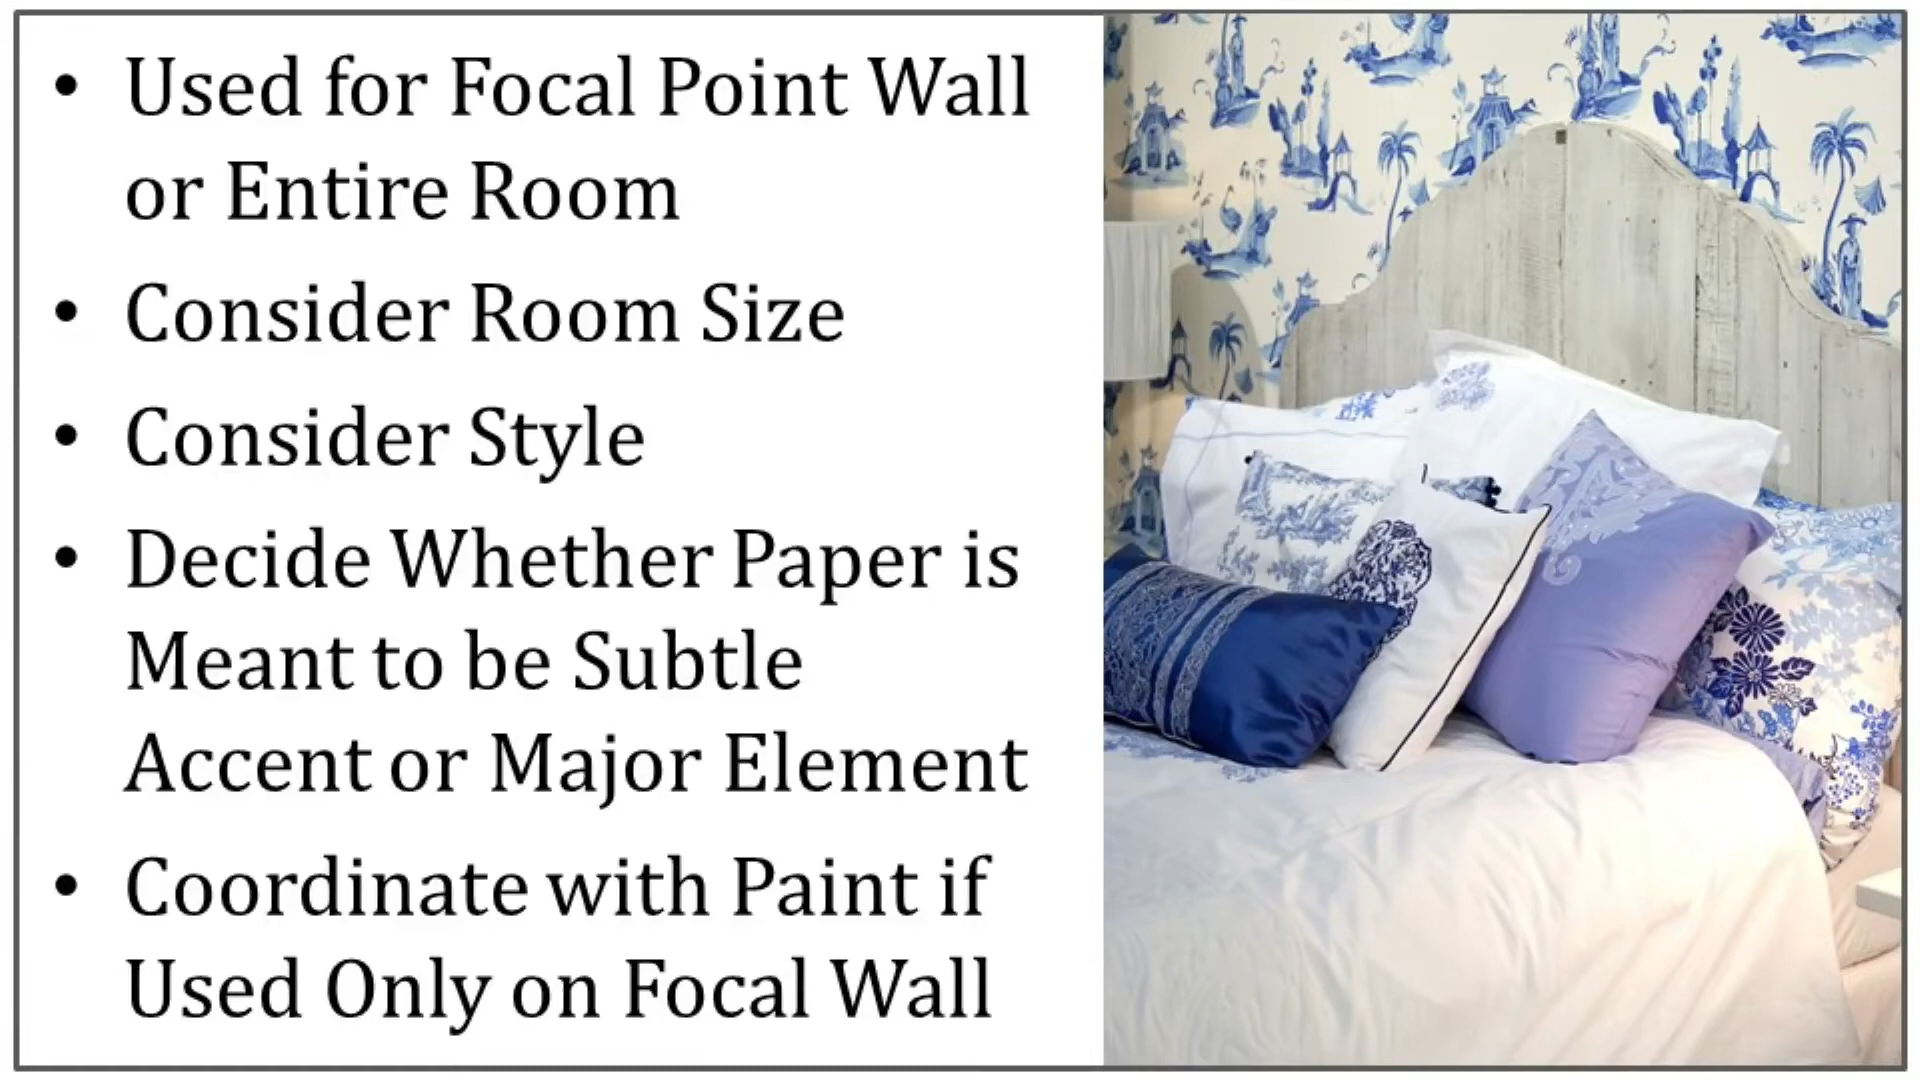 • Used for Focal Point Wall
or Entire Room
• Consider Room Size
• Consider Style
• Decide Whether Paper is
Meant to be Subtle
Accent or Major Element
• Coordinate with Paint if
Used Only on Focal Wall